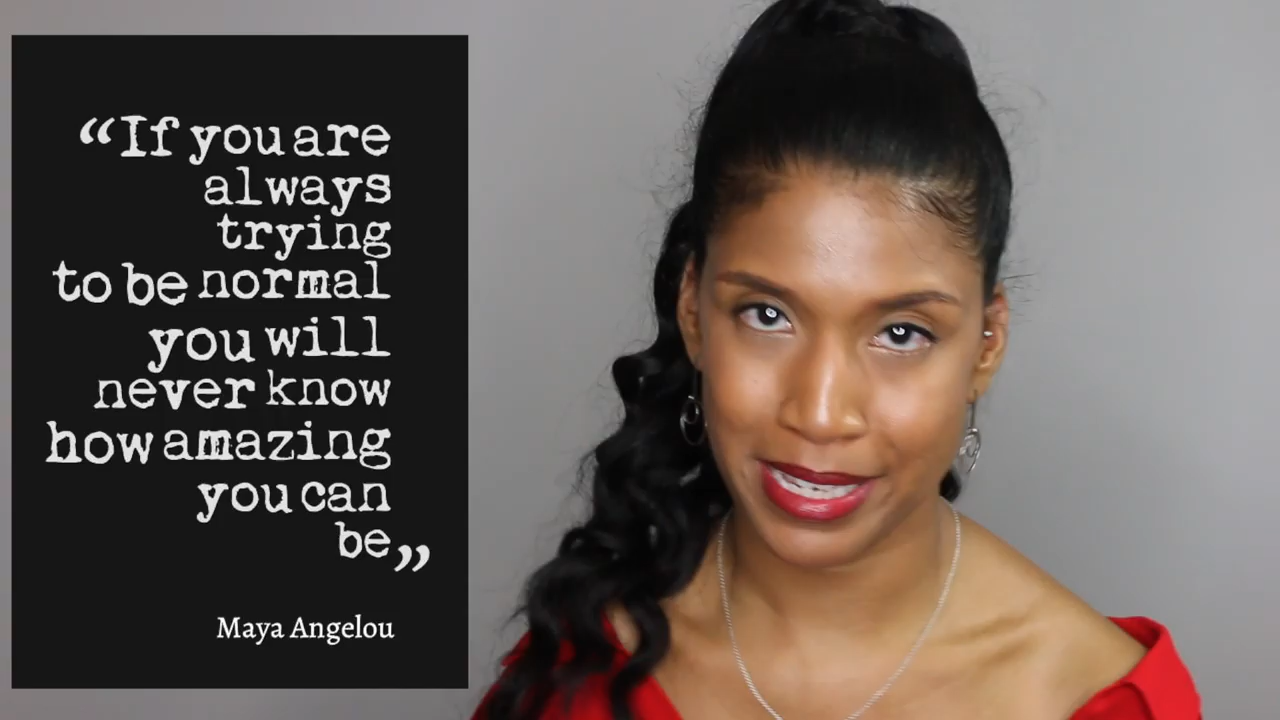 “If you are
always
trying
to be normal
you will
never know
how amazing
you can
be„
Maya Angelou